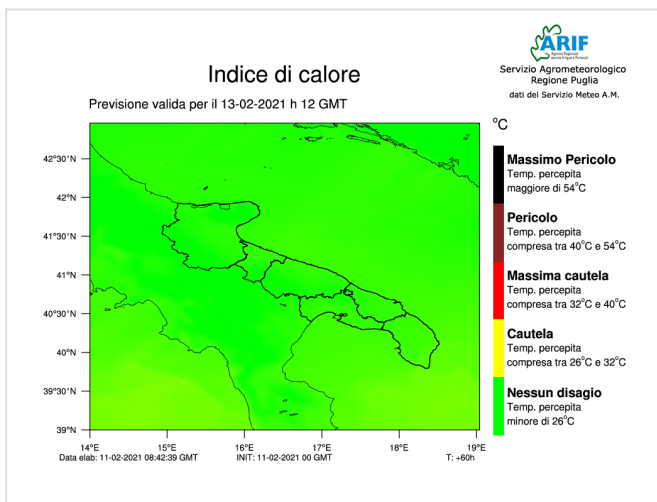 ARIF
Agenzia Regionale
attività Irrigue e Forestali
Servizio Agrometeorologico
Regione Puglia
dati del Servizio Meteo A.M.
Indice di calore
Previsione valida per il 13-02-2021 h 12 GMT
°C
Massimo Pericolo
Temp. percepita
maggiore di 54°C
Pericolo
Temp. percepita
compresa tra 40°C e 54°C
Massima cautela
Temp. percepita
compresa tra 32°C e 40°C
Cautela
Temp. percepita
compresa tra 26°C e 32°C
Nessun disagio
Temp. percepita
minore di 26°C
42°30'N
42°N
41°30'N
41°N
40°30'N
40°N
39°30'N
39°N
14°E 15°E 16°E 17°E 18°E 19°E
Data elab: 11-02-2021 08:42:39 GMT INIT: 11-02-2021 00 GMT T: +60h